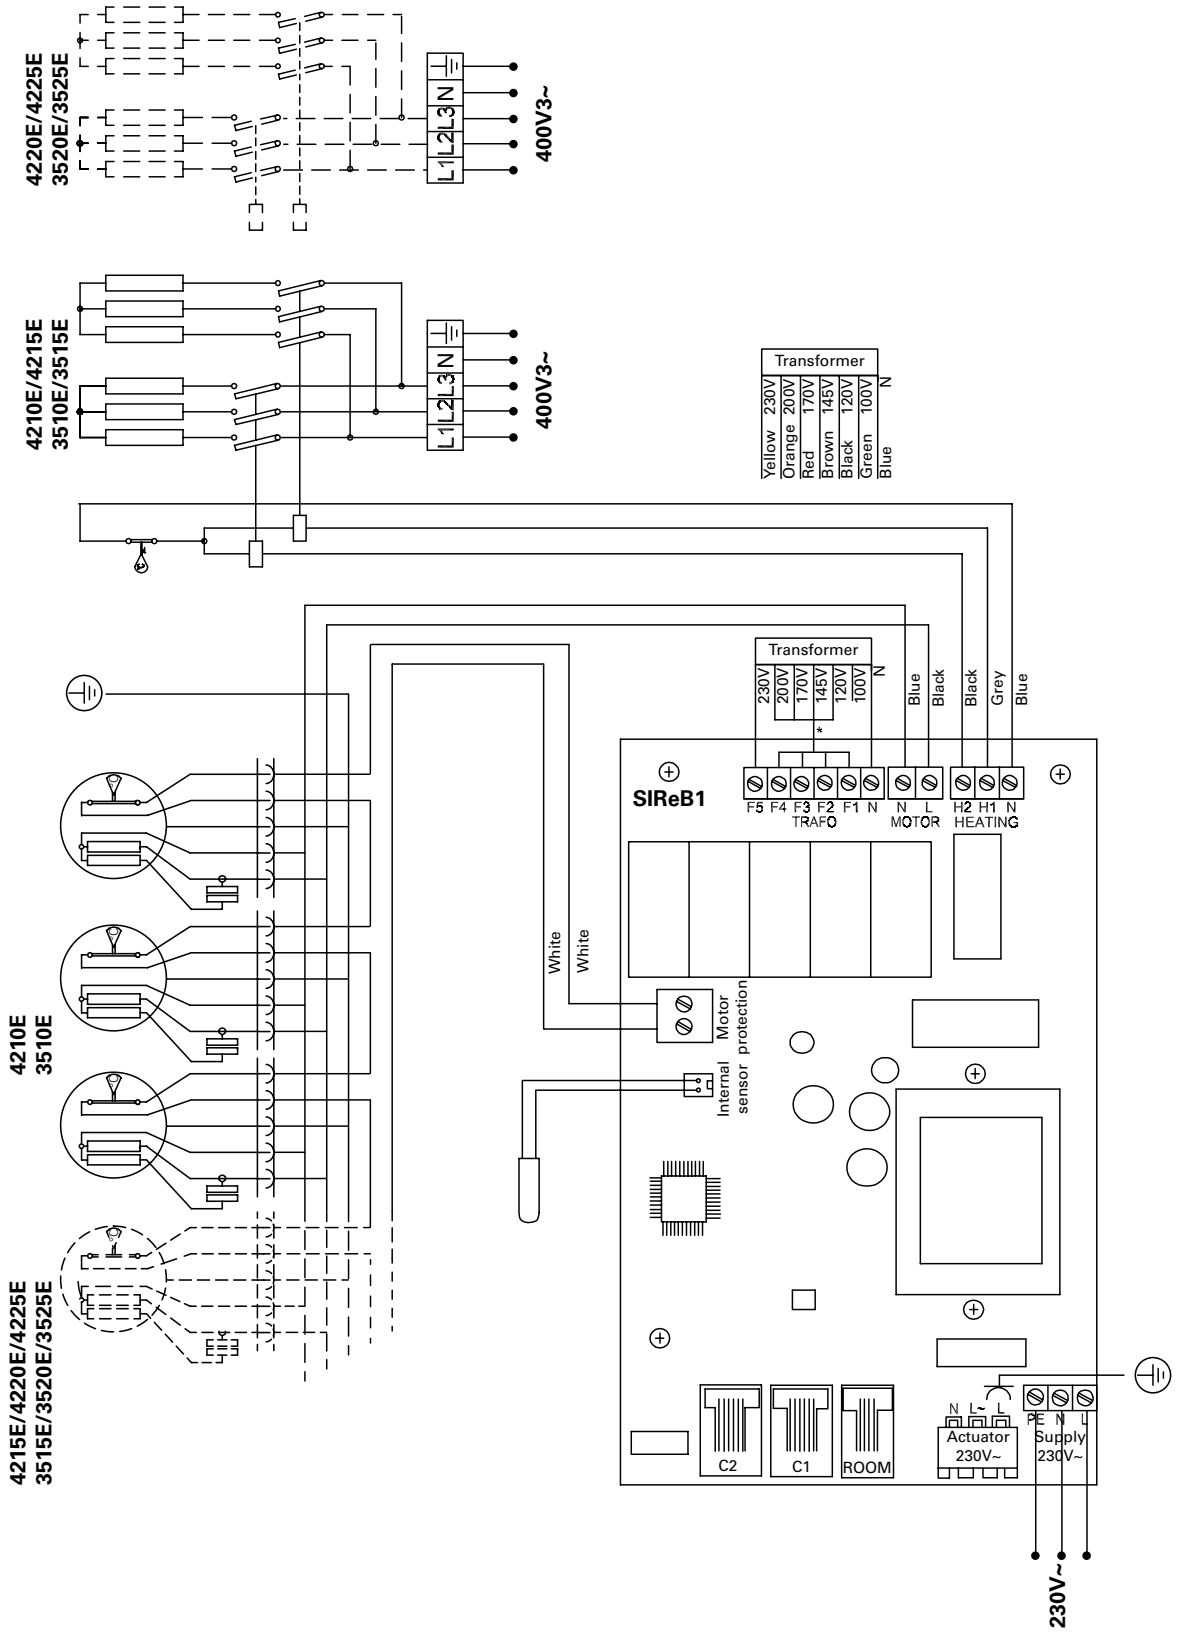 4220E/4225E
3520E/3525E
L1
L2
L3
N
400V3~
4210E/4215E
3510E/3515E
L1
L2
L3
N
400V3~
Transformer
Yellow 230V
Orange 200V
Red 170V
Brown 145V
Black 120V
Green 100V
Blue N
4210E
3510E
4215E/4220E/4225E
3515E/3520E/3525E
Transformer
230V
200V
170V
145V
120V
100V
N
*
Blue
Black
Black
Grey
Blue
SIReB1
F5 F4 F3 F2 F1 N
TRAFO
N L
MOTOR
H2 H1 N
HEATING
White
White
Motor
protection
Internal
sensor
C2
C1
ROOM
N L~ L
Actuator
230V~
PE N L
Supply
230V~
230V~